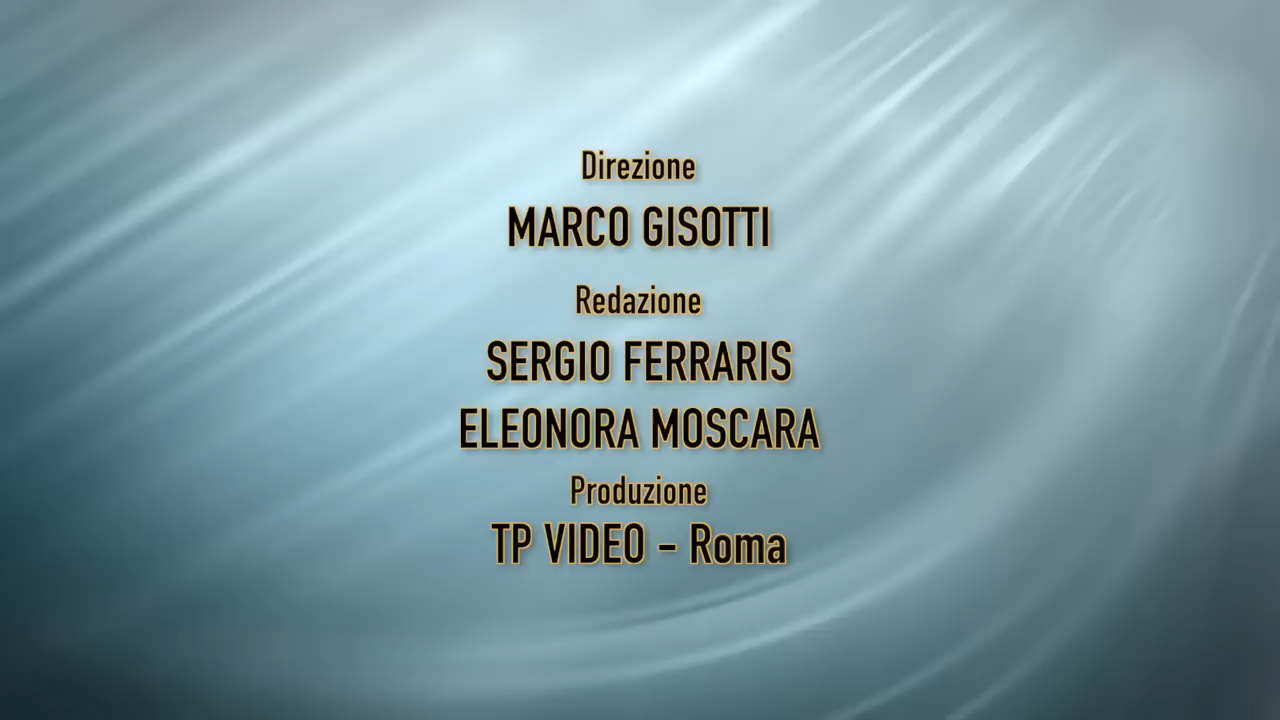 Direzione
MARCO GISOTTI
Redazione
SERGIO FERRARIS
ELEONORA MOSCARA
Produzione
TP VIDEO - Roma